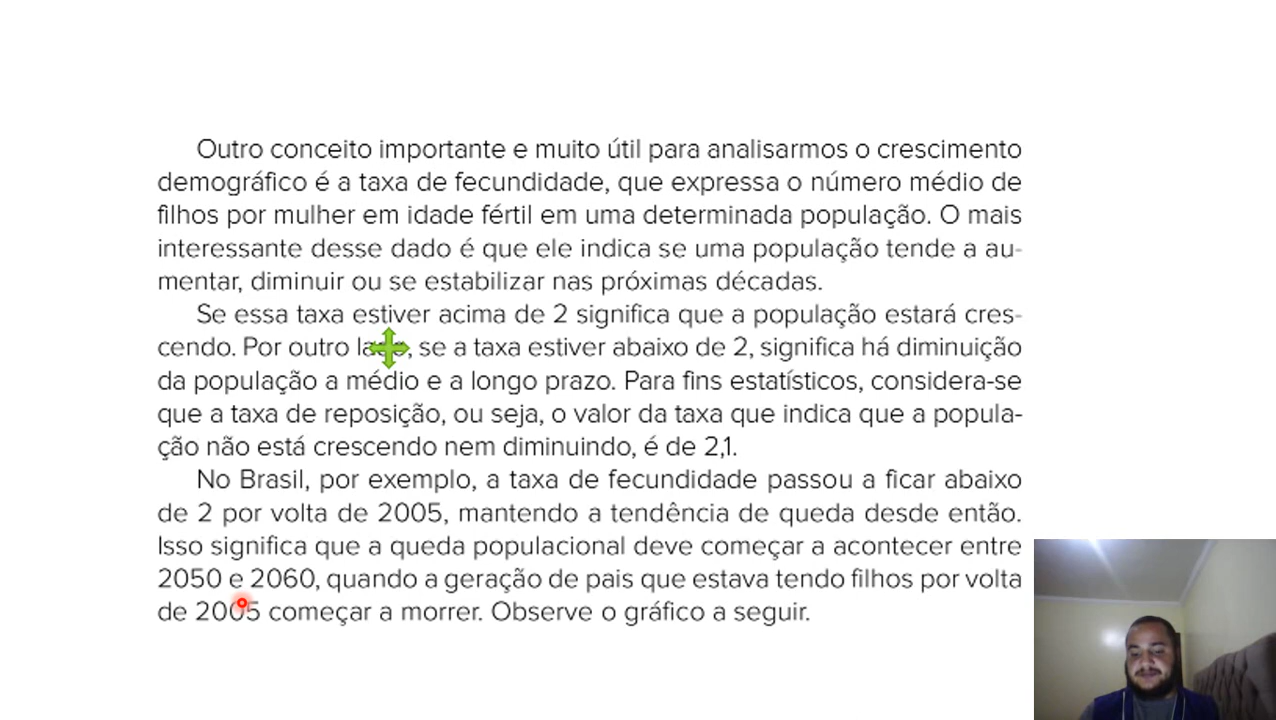 Outro conceito importante e muito útil para analisarmos o crescimento
demográfico é a taxa de fecundidade, que expressa o número médio de
filhos por mulher em idade fértil em uma determinada população. O mais
interessante desse dado é que ele indica se uma população tende a au-
mentar, diminuir ou se estabilizar nas próximas décadas.
Se essa taxa estiver acima de 2 significa que a população estará cres-
cendo. Por outro lado, se a taxa estiver abaixo de 2, significa há diminuição
da população a médio e a longo prazo. Para fins estatísticos, considera-se
que a taxa de reposição, ou seja, o valor da taxa que indica que a popula-
ção não está crescendo nem diminuindo, é de 2,1.
No Brasil, por exemplo, a taxa de fecundidade passou a ficar abaixo
de 2 por volta de 2005, mantendo a tendência de queda desde então.
Isso significa que a queda populacional deve começar a acontecer entre
2050 e 2060, quando a geração de pais que estava tendo filhos por volta
de 2005 começar a morrer. Observe o gráfico a seguir.